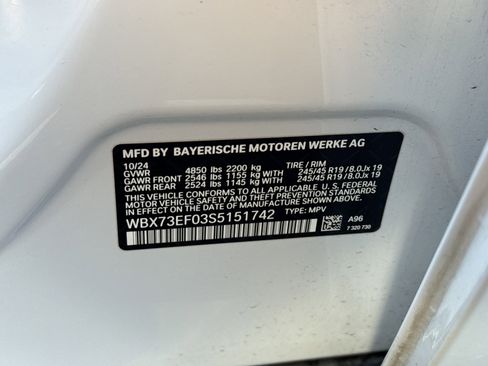 MFD BY BAYERISCHE MOTOREN WERKE AG
10/24
GVWR 4850 lbs 2200 kg TIRE / RIM
GAWR FRONT 2546 lbs 1155 kg 245/45 R19 / 8.0Jx 19
GAWR REAR 2524 lbs 1145 kg 245/45 R19 / 8.0Jx 19
THIS VEHICLE CONFORMS TO ALL APPLICABLE U.S. FEDERAL
MOTOR VEHICLE SAFETY, BUMPER, AND THEFT PREVENTION
STANDARDS IN EFFECT ON THE DATE OF MANUFACTURE SHOWN ABOVE.
WBX73EF03S5151742 TYPE: MPV
A96
7 320 730